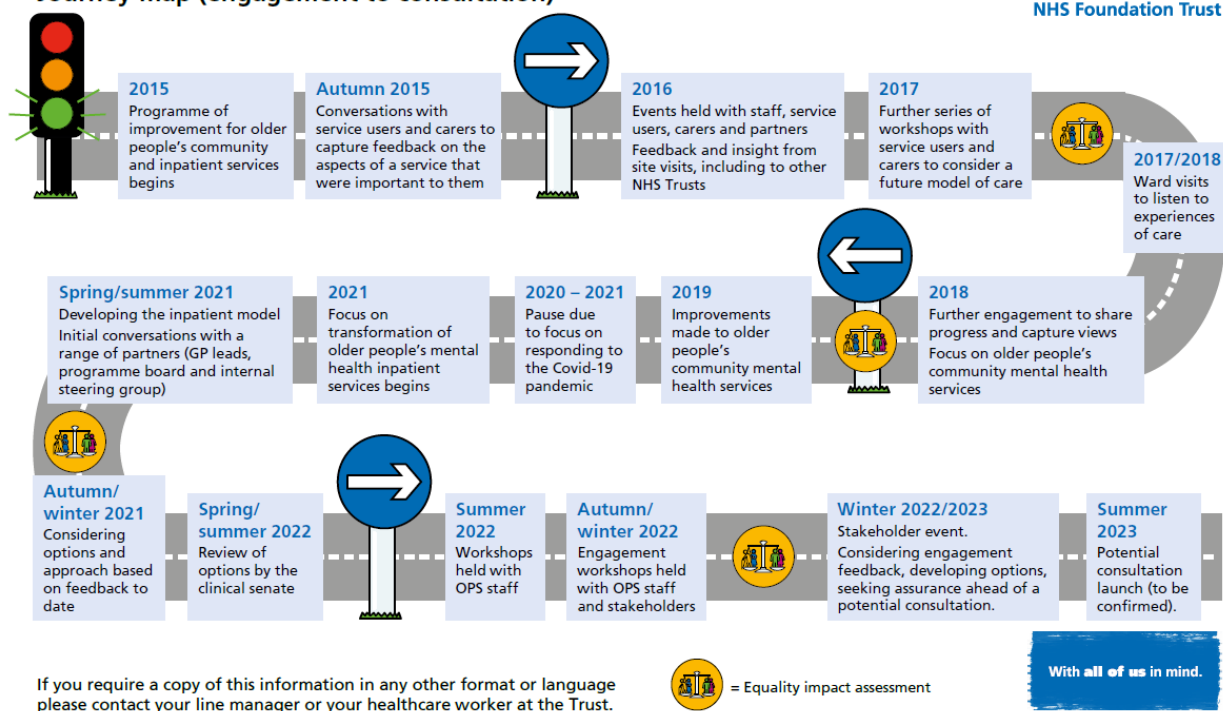 Journey map (engagement to consultation)
NHS Foundation Trust
2015
Programme of
improvement for older
people's community
and inpatient services
begins
Autumn 2015
Conversations with
service users and carers to
capture feedback on the
aspects of a service that
were important to them
2016
Events held with staff, service
users, carers and partners
Feedback and insight from
site visits, including to other
NHS Trusts
2017
Further series of
workshops with
service users and
carers to consider a
future model of care
2017/2018
Ward visits
to listen to
experiences
of care
2018
Further engagement to share
progress and capture views
Focus on older people's
community mental health
services
2019
Improvements
made to older
people's
community mental
health services
2020 – 2021
Pause due
to focus on
responding to
the Covid-19
pandemic
2021
Focus on
transformation of
older people's mental
health inpatient
services begins
Spring/summer 2021
Developing the inpatient model
Initial conversations with a
range of partners (GP leads,
programme board and internal
steering group)
Autumn/
winter 2021
Considering
options and
approach based
on feedback to
date
Spring/
summer 2022
Review of
options by the
clinical senate
Summer
2022
Workshops
held with
OPS staff
Autumn/
winter 2022
Engagement
workshops held
with OPS staff
and stakeholders
Winter 2022/2023
Stakeholder event.
Considering engagement
feedback, developing options,
seeking assurance ahead of a
potential consultation.
Summer
2023
Potential
consultation
launch (to be
confirmed).
If you require a copy of this information in any other format or language
please contact your line manager or your healthcare worker at the Trust.
= Equality impact assessment
With all of us in mind.